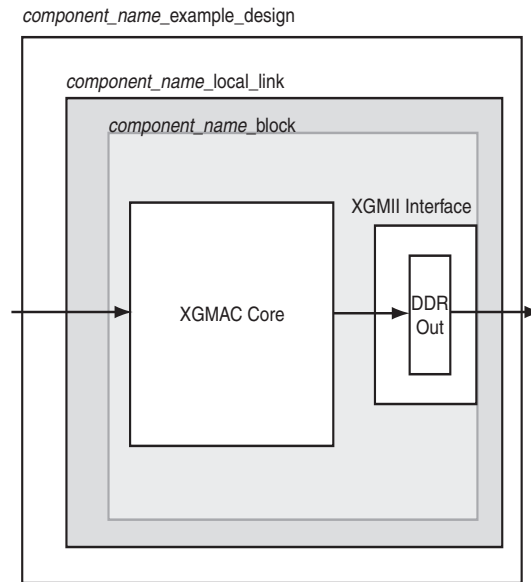 component_name_example_design
component_name_local_link
component_name_block
XGMII Interface
XGMAC Core
DDR
Out